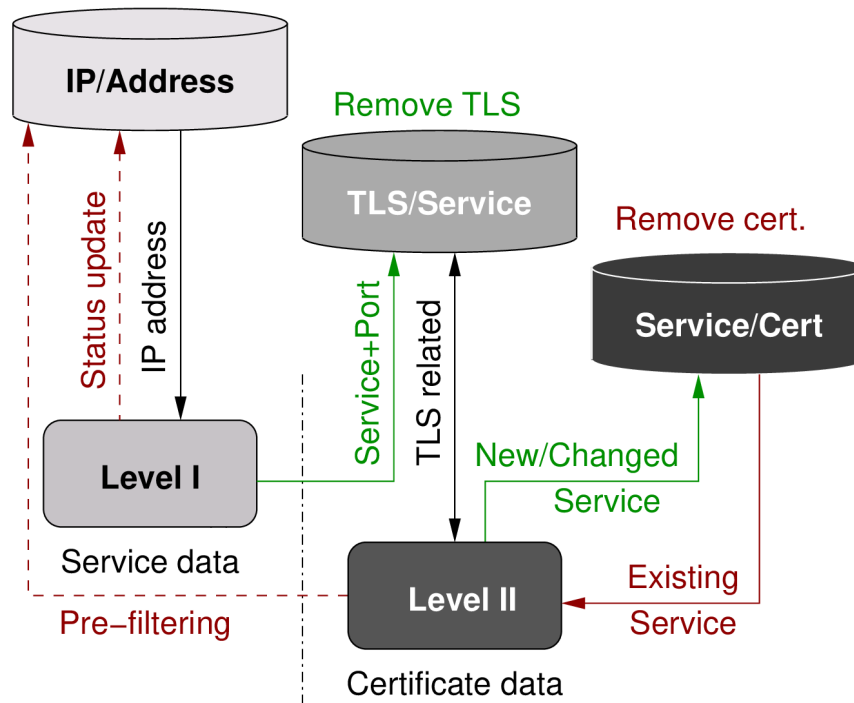 IP/Address
Remove TLS
TLS/Service
Remove cert.
Service/Cert
Status update
IP address
Service+Port
TLS related
Level I
New/Changed
Service
Service data
Level II
Existing
Service
Pre−filtering
Certificate data